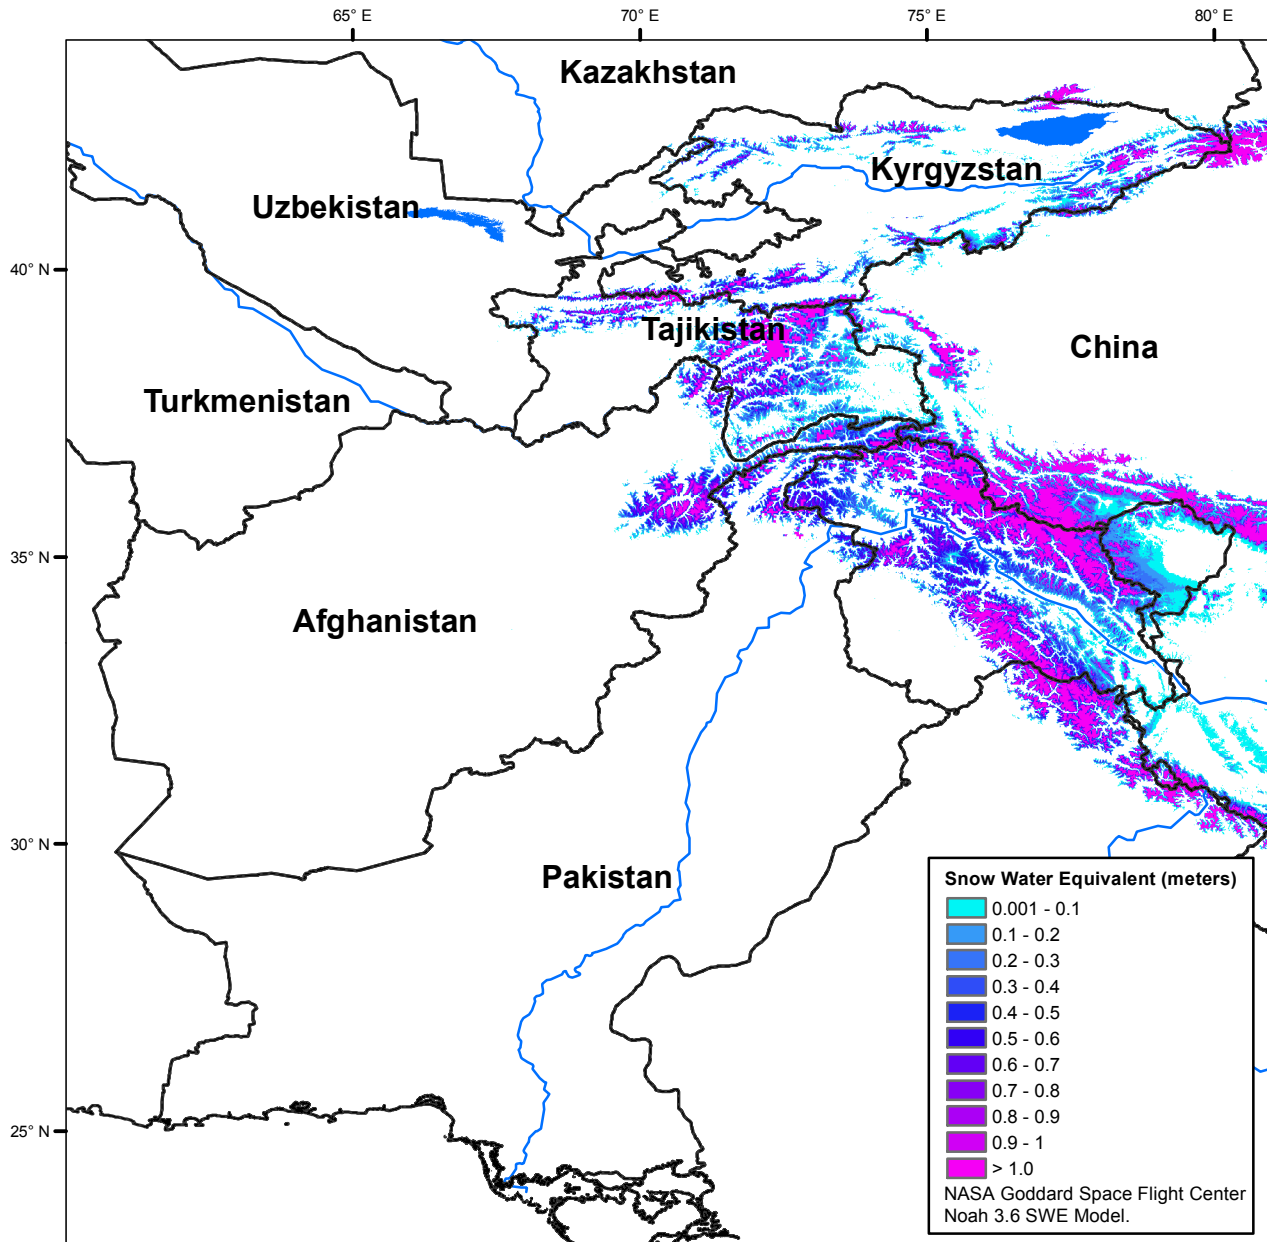 65° E
70° E
75° E
80° E
Kazakhstan
Kyrgyzstan
Uzbekistan
40° N
Tajikistan
China
Turkmenistan
35° N
Afghanistan
30° N
Pakistan
25° N
Snow Water Equivalent (meters)
0.001 - 0.1
0.1 - 0.2
0.2 - 0.3
0.3 - 0.4
0.4 - 0.5
0.5 - 0.6
0.6 - 0.7
0.7 - 0.8
0.8 - 0.9
0.9 - 1
> 1.0
NASA Goddard Space Flight Center
Noah 3.6 SWE Model.